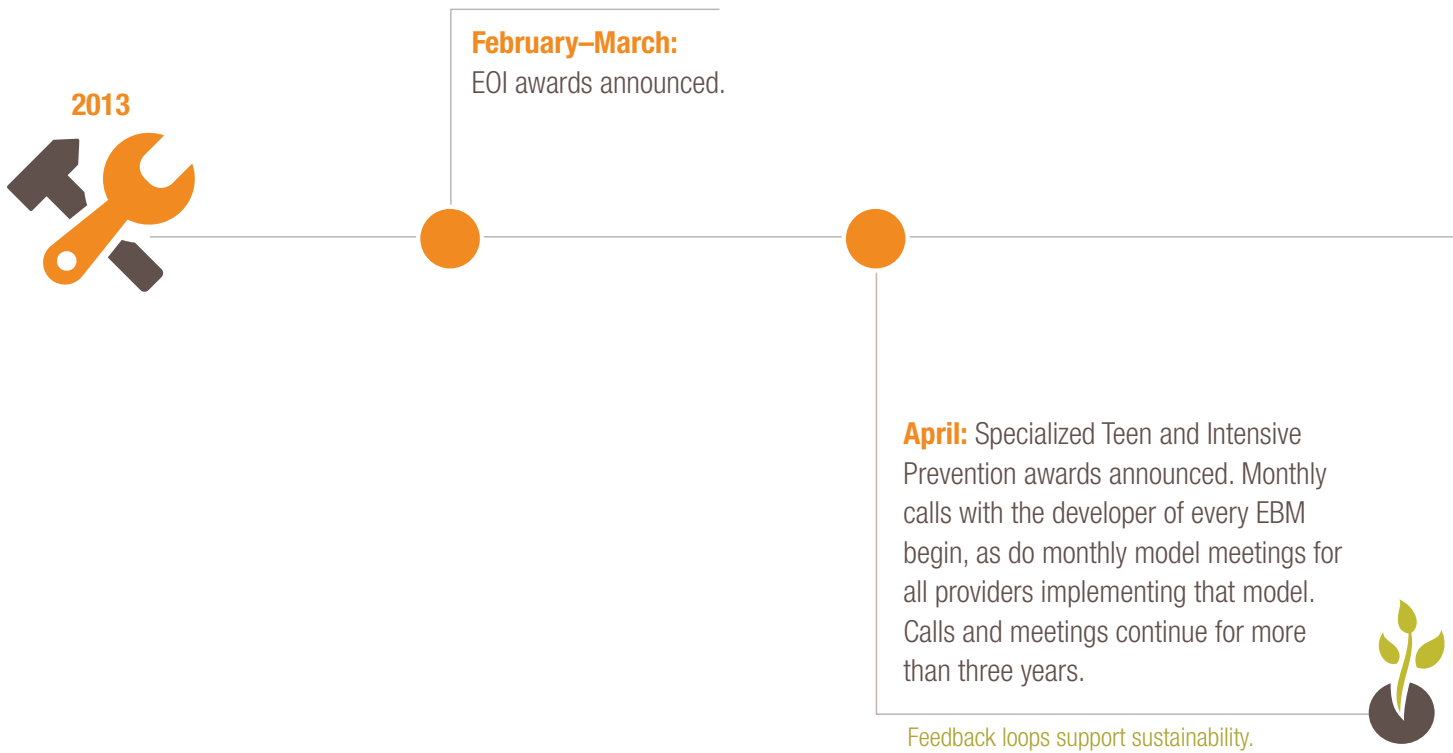 2013
February–March:
EOI awards announced.
April: Specialized Teen and Intensive
Prevention awards announced. Monthly
calls with the developer of every EBM
begin, as do monthly model meetings for
all providers implementing that model.
Calls and meetings continue for more
than three years.
Feedback loops support sustainability.